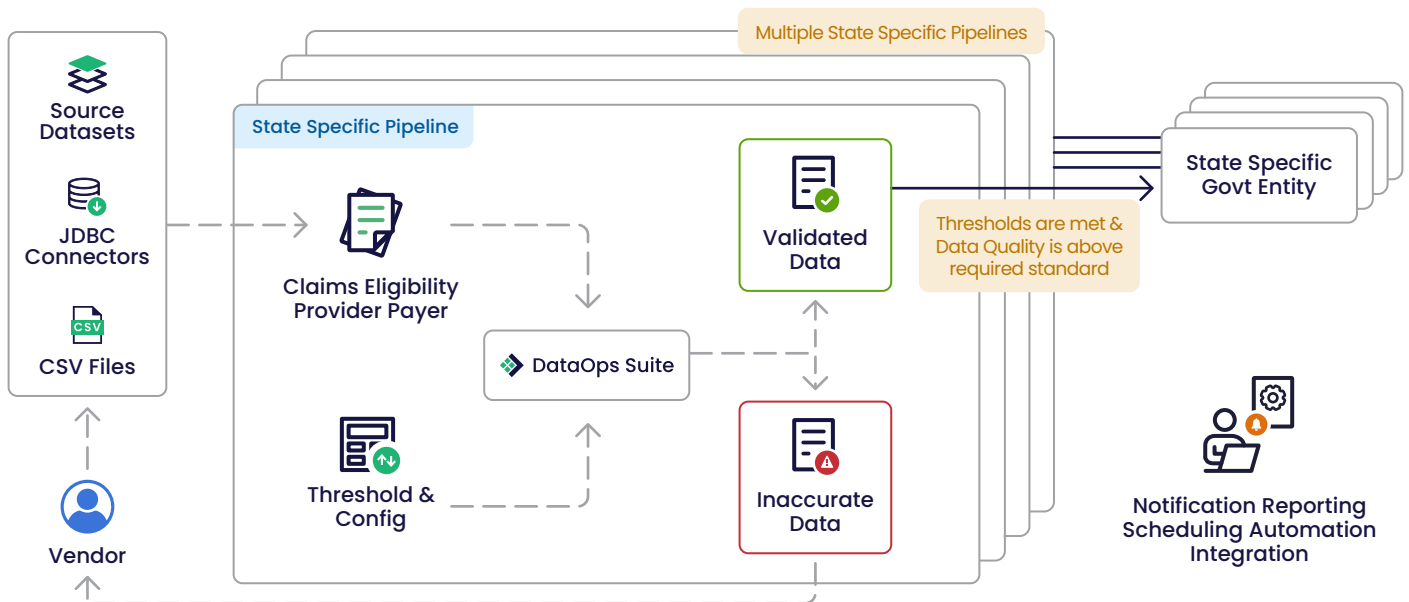 Multiple State Specific Pipelines
Source
Datasets
JDBC
Connectors
CSV
CSV Files
Vendor
State Specific Pipeline
Claims Eligibility
Provider Payer
Threshold &
Config
DataOps Suite
Validated
Data
Inaccurate
Data
Thresholds are met &
Data Quality is above
required standard
State Specific
Govt Entity
Notification Reporting
Scheduling Automation
Integration